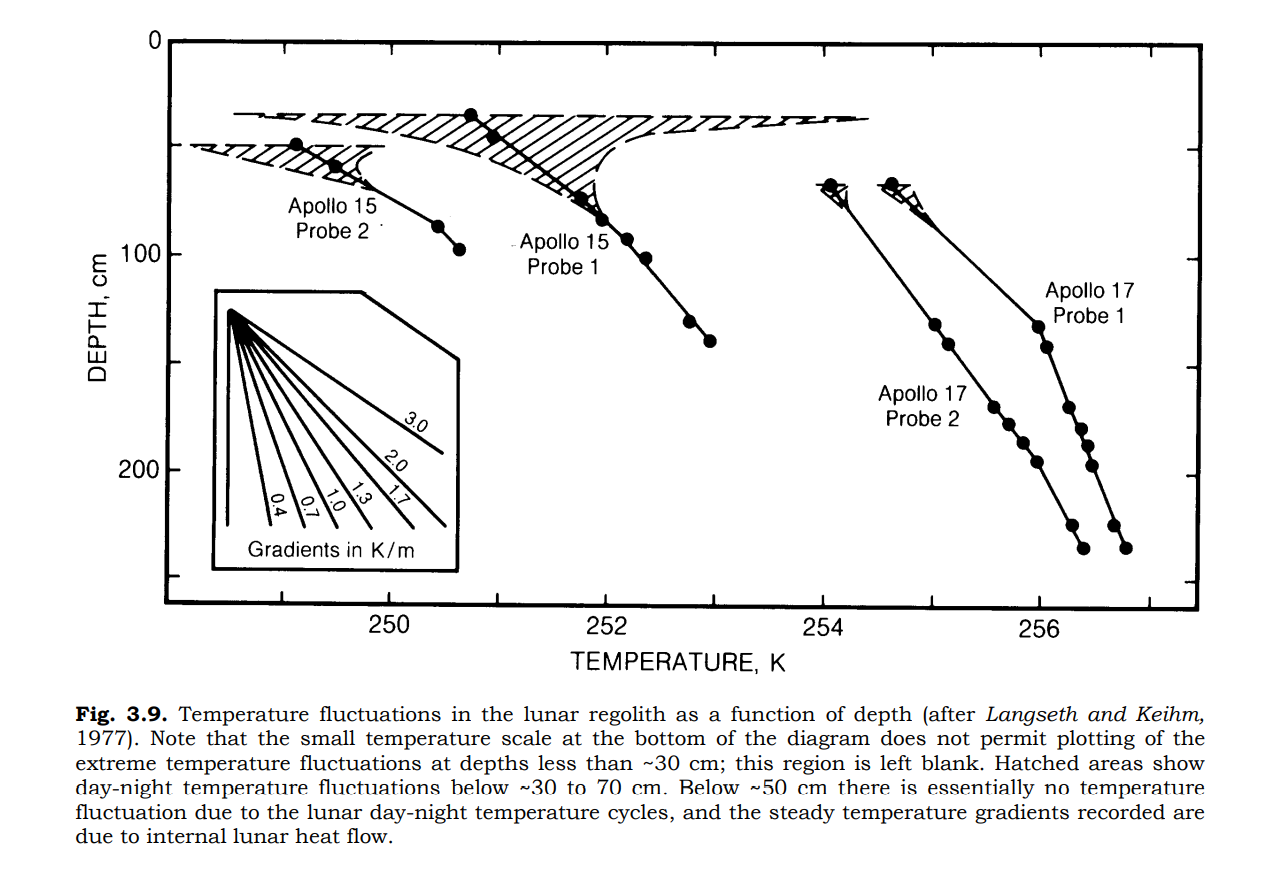 0
100
200
DEPTH, cm
Apollo 15
Probe 2
Apollo 15
Probe 1
Apollo 17
Probe 1
Apollo 17
Probe 2
3.0
2.0
1.7
1.3
1.0
0.7
0.4
Gradients in K/m
250 252 254 256
TEMPERATURE, K
Fig. 3.9. Temperature fluctuations in the lunar regolith as a function of depth (after Langseth and Keihm,
1977). Note that the small temperature scale at the bottom of the diagram does not permit plotting of the
extreme temperature fluctuations at depths less than ~30 cm; this region is left blank. Hatched areas show
day-night temperature fluctuations below ~30 to 70 cm. Below ~50 cm there is essentially no temperature
fluctuation due to the lunar day-night temperature cycles, and the steady temperature gradients recorded are
due to internal lunar heat flow.